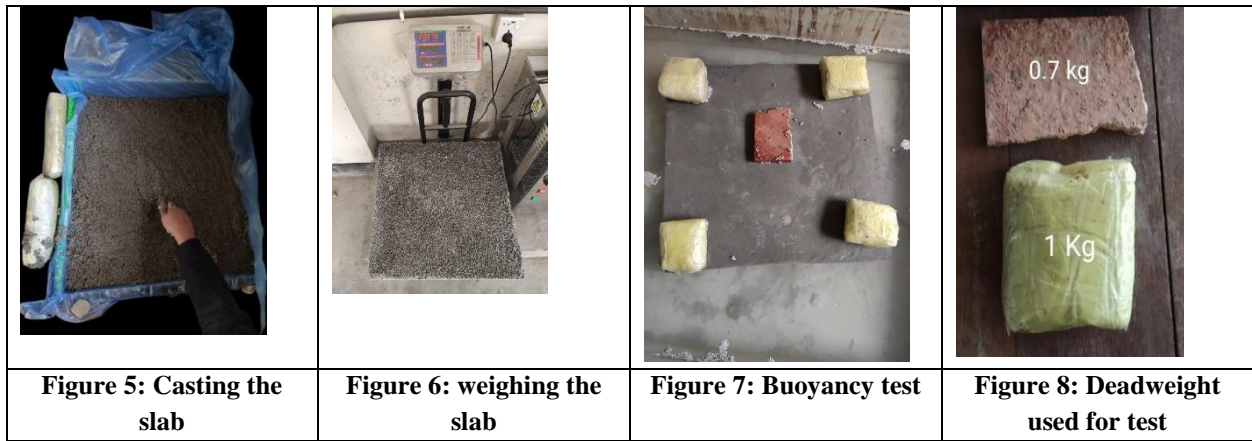 0.7 kg
1 Kg
Figure 5: Casting the
slab
Figure 6: weighing the
slab
Figure 7: Buoyancy test
Figure 8: Deadweight
used for test